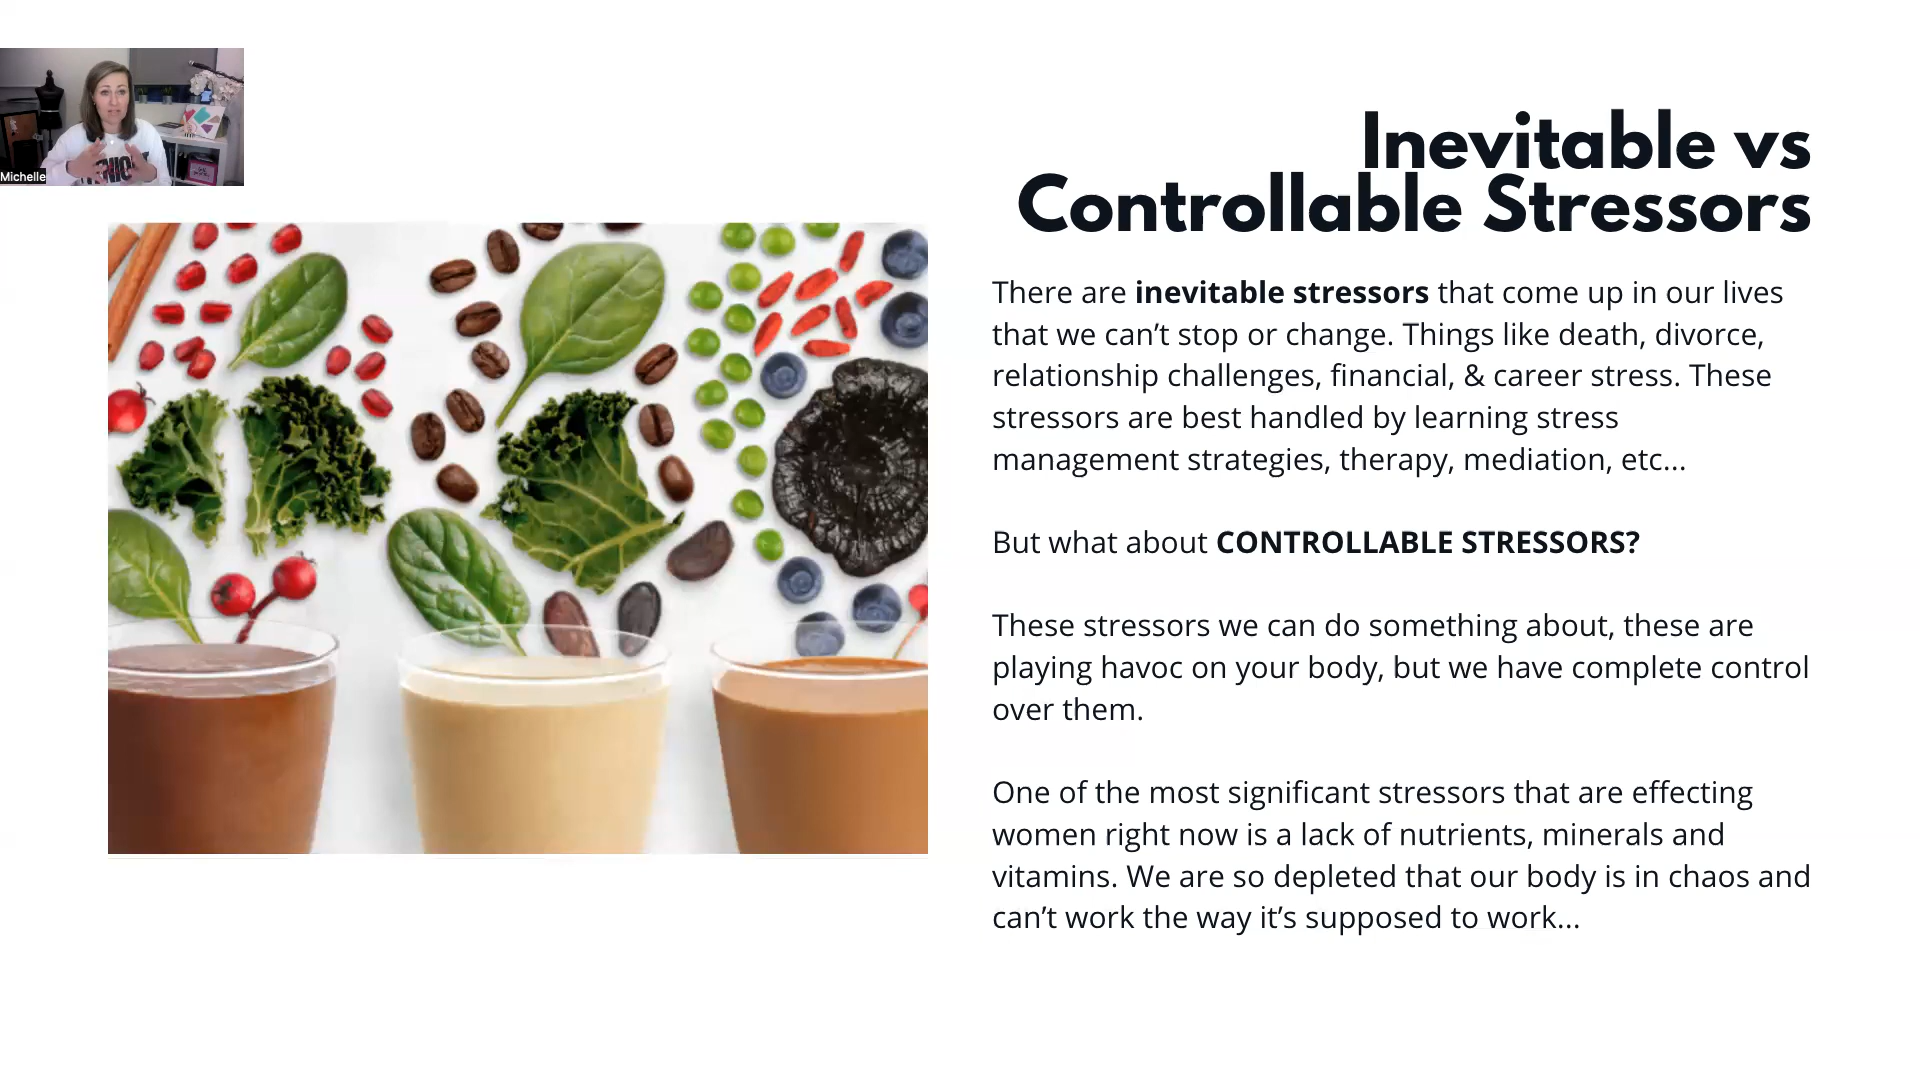 Michelle
Inevitable vs
Controllable Stressors
There are inevitable stressors that come up in our lives
that we can’t stop or change. Things like death, divorce,
relationship challenges, financial, & career stress. These
stressors are best handled by learning stress
management strategies, therapy, mediation, etc...
But what about CONTROLLABLE STRESSORS?
These stressors we can do something about, these are
playing havoc on your body, but we have complete control
over them.
One of the most significant stressors that are effecting
women right now is a lack of nutrients, minerals and
vitamins. We are so depleted that our body is in chaos and
can’t work the way it’s supposed to work...